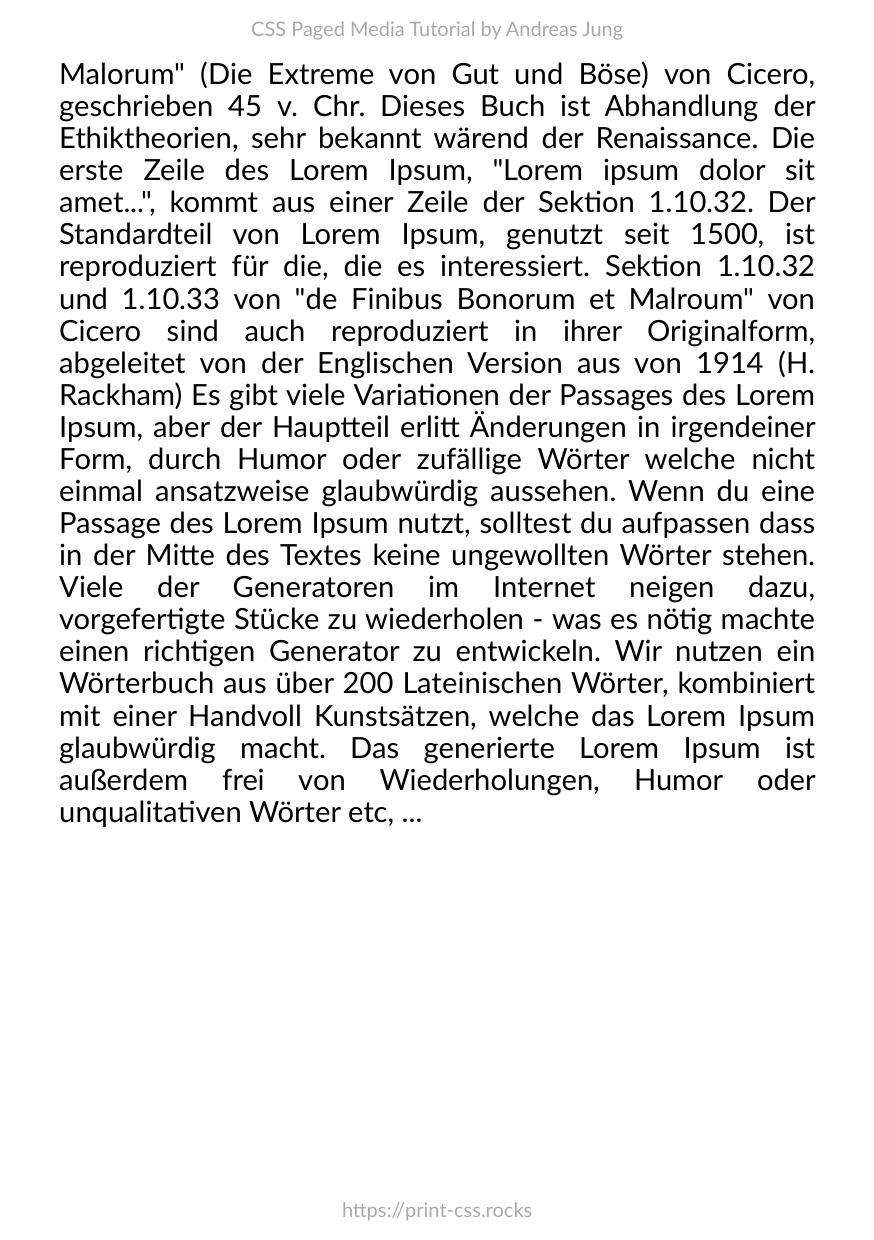 CSS Paged Media Tutorial by Andreas Jung
Malorum" (Die Extreme von Gut und Böse) von Cicero,
geschrieben 45 v. Chr. Dieses Buch ist Abhandlung der
Ethiktheorien, sehr bekannt wärend der Renaissance. Die
erste Zeile des Lorem Ipsum, "Lorem ipsum dolor sit
amet...", kommt aus einer Zeile der Sektion 1.10.32. Der
Standardteil von Lorem Ipsum, genutzt seit 1500, ist
reproduziert für die, die es interessiert. Sektion 1.10.32
und 1.10.33 von "de Finibus Bonorum et Malroum" von
Cicero sind auch reproduziert in ihrer Originalform,
abgeleitet von der Englischen Version aus von 1914 (H.
Rackham) Es gibt viele Variationen der Passages des Lorem
Ipsum, aber der Hauptteil erlitt Änderungen in irgendeiner
Form, durch Humor oder zufällige Wörter welche nicht
einmal ansatzweise glaubwürdig aussehen. Wenn du eine
Passage des Lorem Ipsum nutzt, solltest du aufpassen dass
in der Mitte des Textes keine ungewollten Wörter stehen.
Viele der Generatoren im Internet neigen dazu,
vorgefertigte Stücke zu wiederholen - was es nötig machte
einen richtigen Generator zu entwickeln. Wir nutzen ein
Wörterbuch aus über 200 Lateinischen Wörter, kombiniert
mit einer Handvoll Kunstsätzen, welche das Lorem Ipsum
glaubwürdig macht. Das generierte Lorem Ipsum ist
außerdem frei von Wiederholungen, Humor oder
unqualitativen Wörter etc, ...
https://print-css.rocks